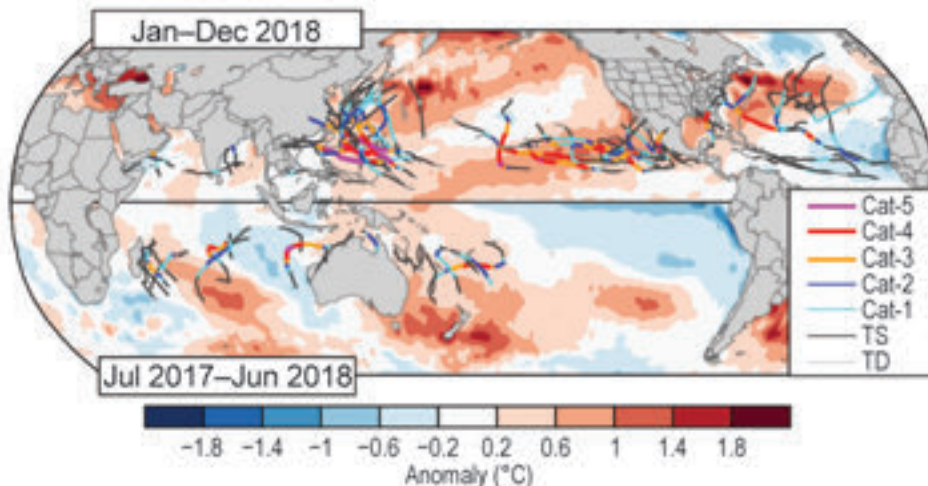 Jan–Dec 2018
Cat-5
Cat-4
Cat-3
Cat-2
Cat-1
TS
TD
Jul 2017–Jun 2018
−1.8 −1.4 −1 −0.6 −0.2 0.2 0.6 1 1.4 1.8
Anomaly (°C)